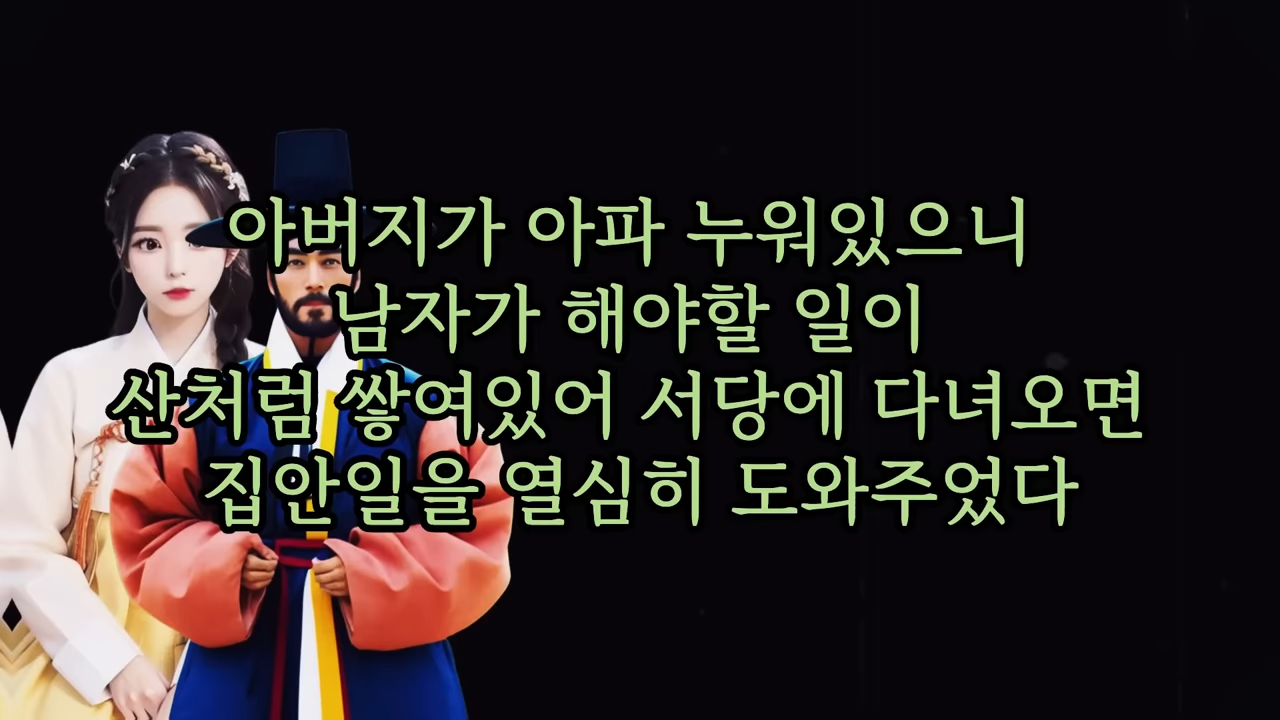 아버지가 아파 누워있으니
남자가 해야할 일이
산처럼 쌓여있어 서당에 다녀오면
집안일을 열심히 도와주었다